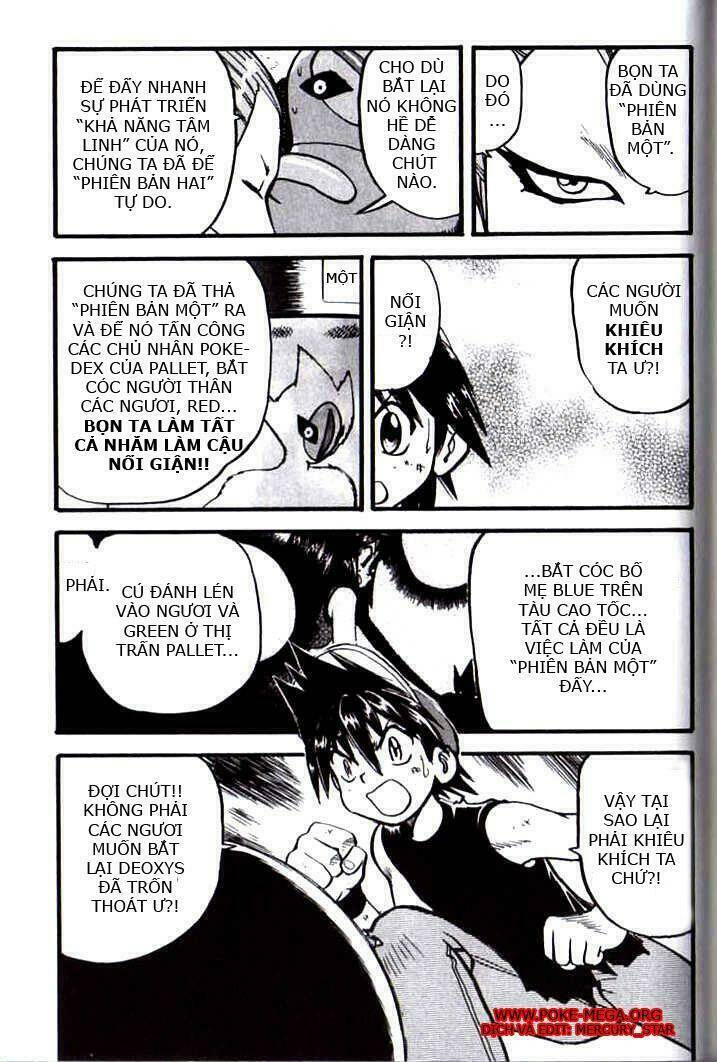 BỌN TA
ĐÃ DÙNG
“PHIÊN
BẢN
MỘT”.
DO
ĐÓ
...
CHO DÙ
BẮT LẠI
NÓ KHÔNG
HỀ DỄ
DÀNG
CHÚT
NÀO.
ĐỂ ĐẨY NHANH
SỰ PHÁT TRIỂN
“KHẢ NĂNG TÂM
LINH” CỦA NÓ,
CHÚNG TA ĐÃ ĐỂ
“PHIÊN BẢN HAI”
TỰ DO.
CÁC NGƯỜI
MUỐN
KHIÊU
KHÍCH
TA Ư?!
NỔI
GIẬN
?!
MỘT
CHÚNG TA ĐÃ THẢ
“PHIÊN BẢN MỘT” RA
VÀ ĐỂ NÓ TẤN CÔNG
CÁC CHỦ NHÂN POKE-
DEX CỦA PALLET, BẮT
CÓC NGƯỜI THÂN
CÁC NGƯƠI, RED...
BỌN TA LÀM TẤT
CẢ NHẰM LÀM CẬU
NỔI GIẬN!!
...BẮT CÓC BỐ
MẸ BLUE TRÊN
TÀU CAO TỐC...
TẤT CẢ ĐỀU LÀ
VIỆC LÀM CỦA
“PHIÊN BẢN MỘT”
ĐẤY...
PHẢI.
CÚ ĐÁNH LÉN
VÀO NGƯƠI VÀ
GREEN Ở THỊ
TRẤN PALLET...
VẬY TẠI
SAO LẠI
PHẢI KHIÊU
KHÍCH TA
CHỨ?!
ĐỢI CHÚT!!
KHÔNG PHẢI
CÁC NGƯƠI
MUỐN BẮT
LẠI DEOXYS
ĐÃ TRỐN
THOÁT Ư?!
WWW.POKE-MEGA.ORG
DỊCH VÀ EDIT: MERCURY_STAR